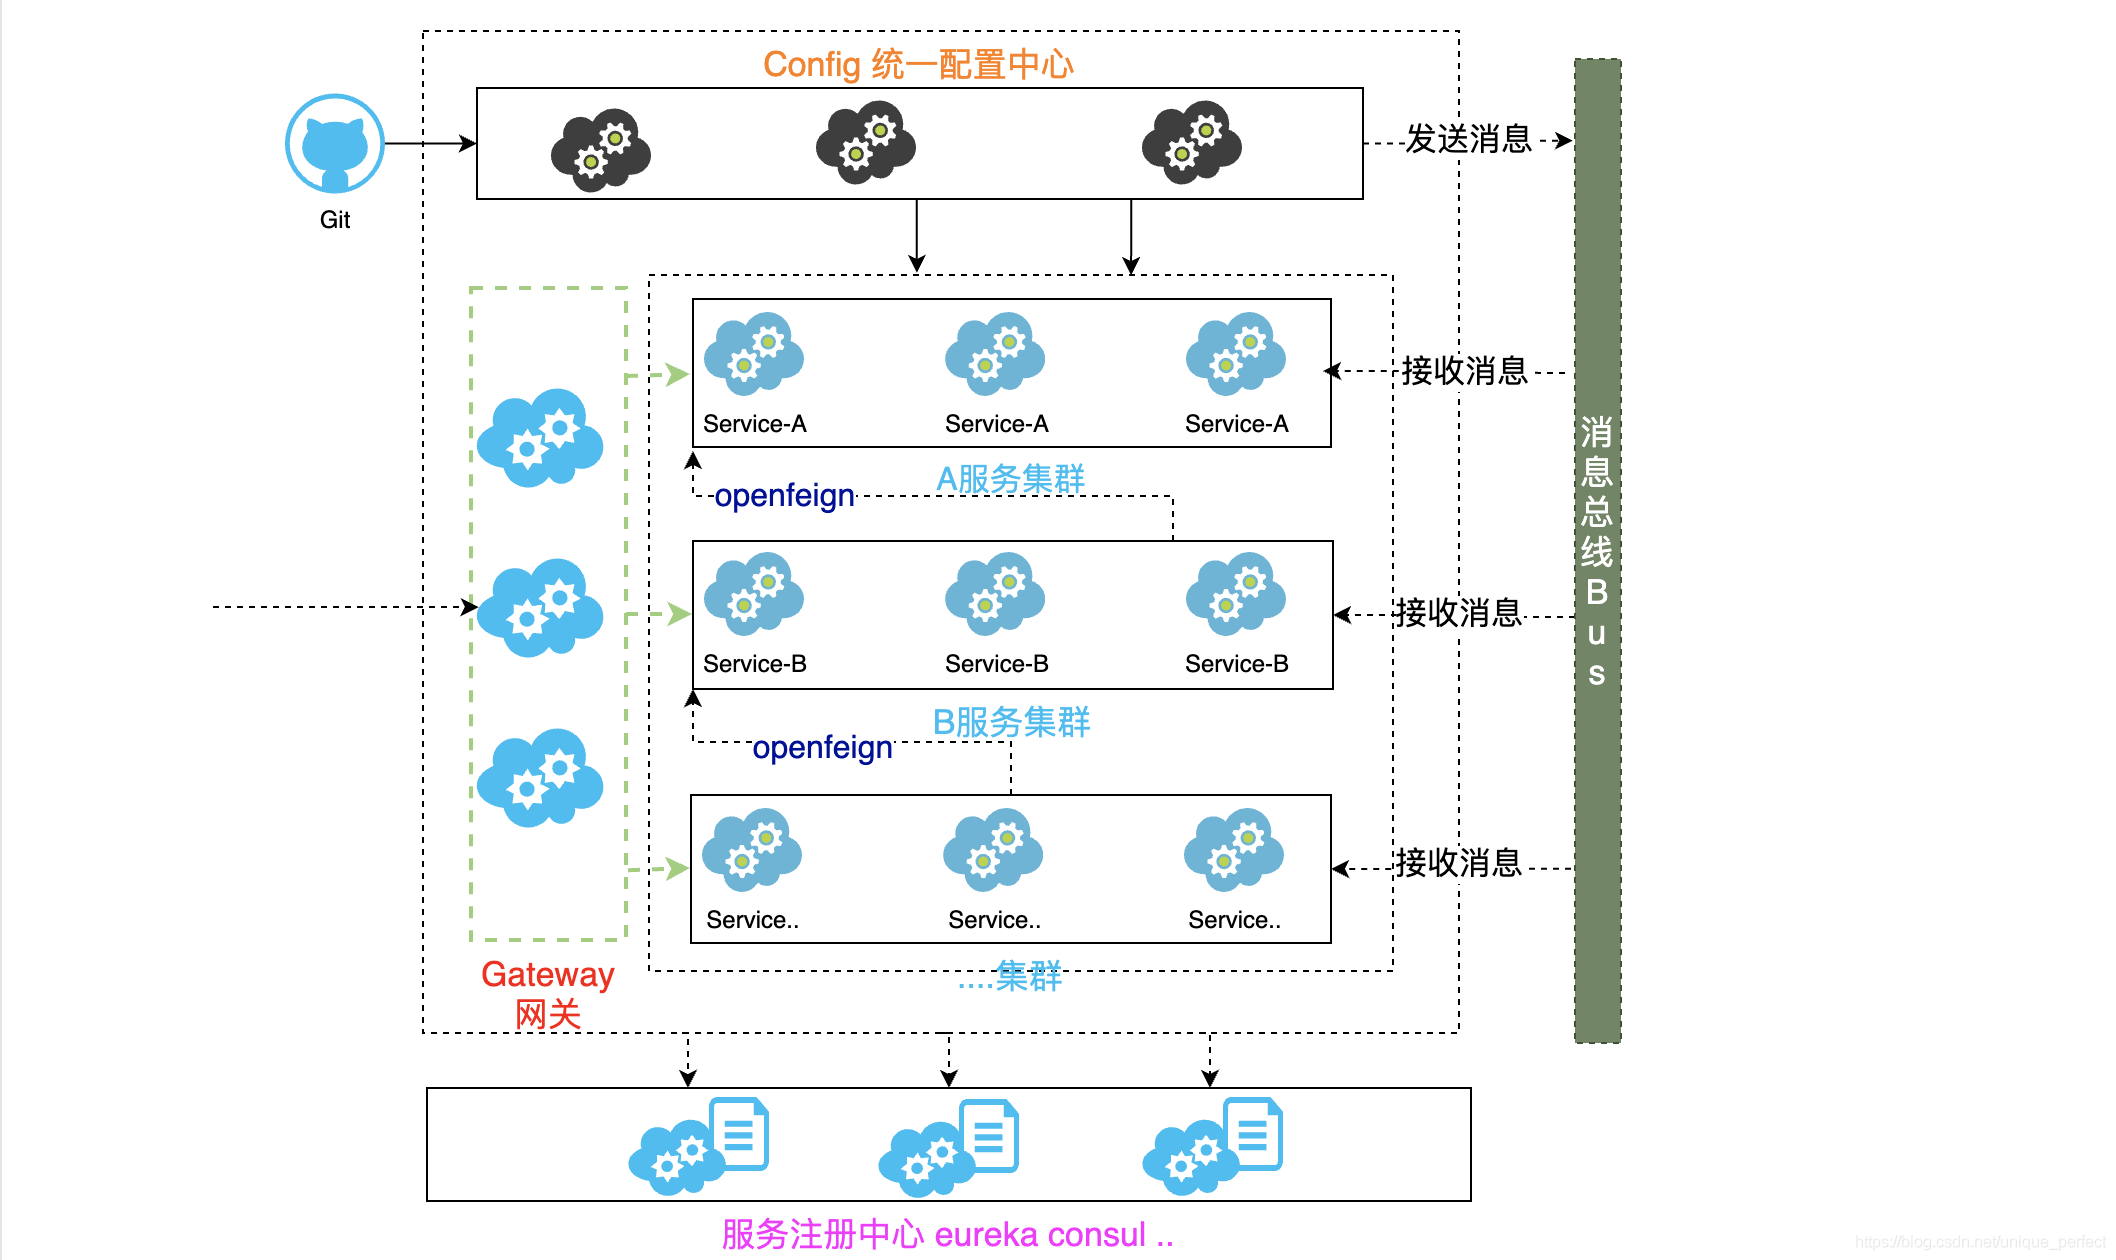 Config 统一配置中心
Git
发送消息
Service-A
Service-A
Service-A
接收消息
A服务集群
openfeign
Service-B
Service-B
Service-B
接收消息
B服务集群
openfeign
Service..
Service..
Service..
接收消息
....集群
Gateway
网关
消息总线Bus
服务注册中心 eureka consul ..
https://blog.csdn.net/unique_perfect